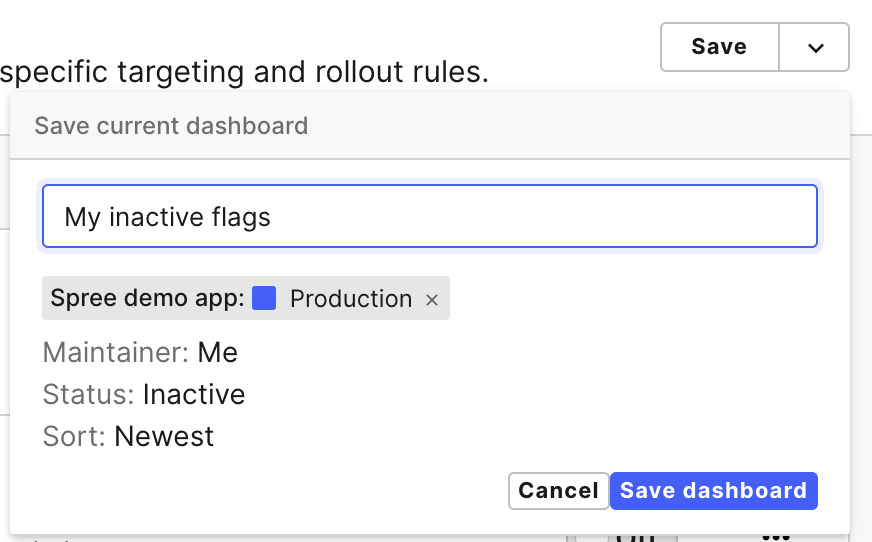 Save
specific targeting and rollout rules.
Save current dashboard
My inactive flags
Spree demo app: Production ×
Maintainer: Me
Status: Inactive
Sort: Newest
Cancel Save dashboard